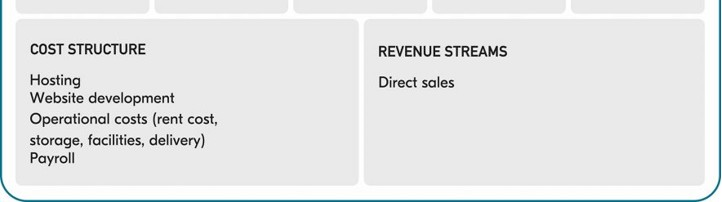 COST STRUCTURE
Hosting
Website development
Operational costs (rent cost,
storage, facilities, delivery)
Payroll
REVENUE STREAMS
Direct sales